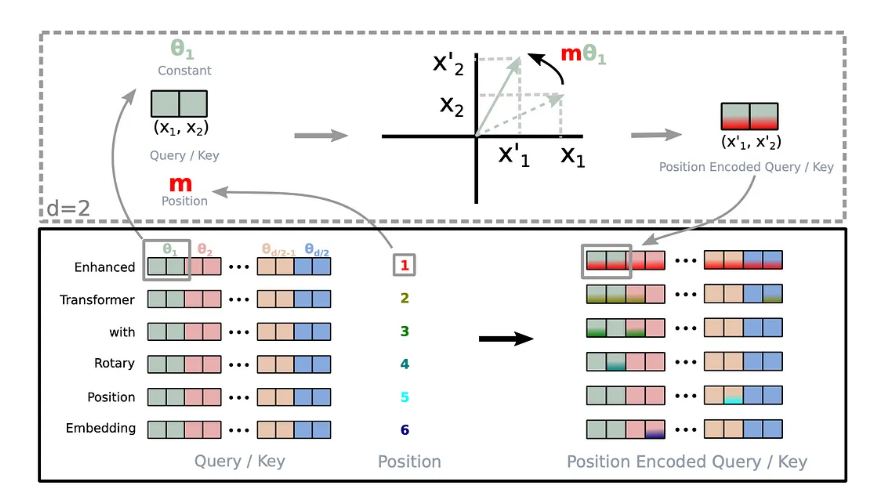 θ1
Constant
(x1, x2)
Query / Key
m
Position
d=2
x'2
x2
x'1
x1
mθ1
(x'1, x'2)
Position Encoded Query / Key
θ1 θ2 ••• θd/2-1 θd/2
Enhanced ••• 1 •••
Transformer ••• 2 •••
with ••• 3 •••
Rotary ••• 4 •••
Position ••• 5 •••
Embedding ••• 6 •••
Query / Key Position Position Encoded Query / Key